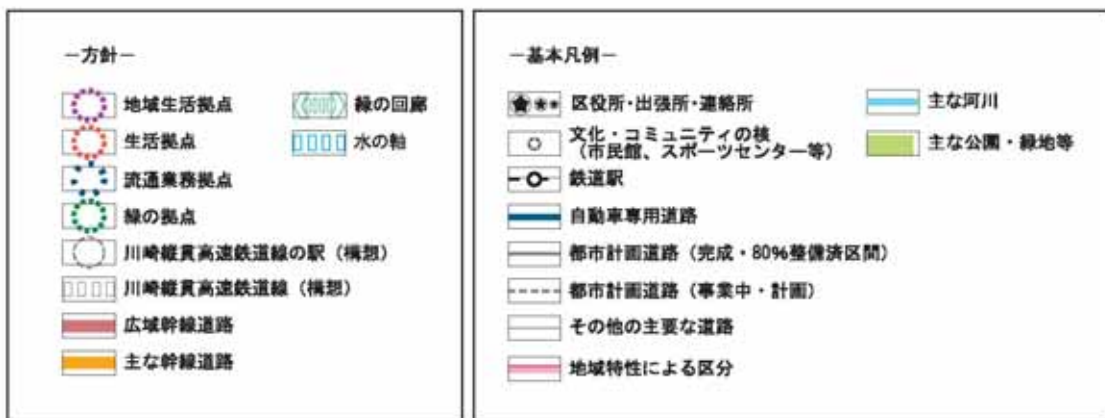 －方針－
地域生活拠点
生活拠点
流通業務拠点
緑の拠点
川崎縦貫高速鉄道線の駅（構想）
川崎縦貫高速鉄道線（構想）
広域幹線道路
主な幹線道路
緑の回廊
水の軸
－基本凡例－
区役所・出張所・連絡所
文化・コミュニティの核
（市民館、スポーツセンター等）
鉄道駅
自動車専用道路
都市計画道路（完成・80％整備済区間）
都市計画道路（事業中・計画）
その他の主要な道路
地域特性による区分
主な河川
主な公園・緑地等